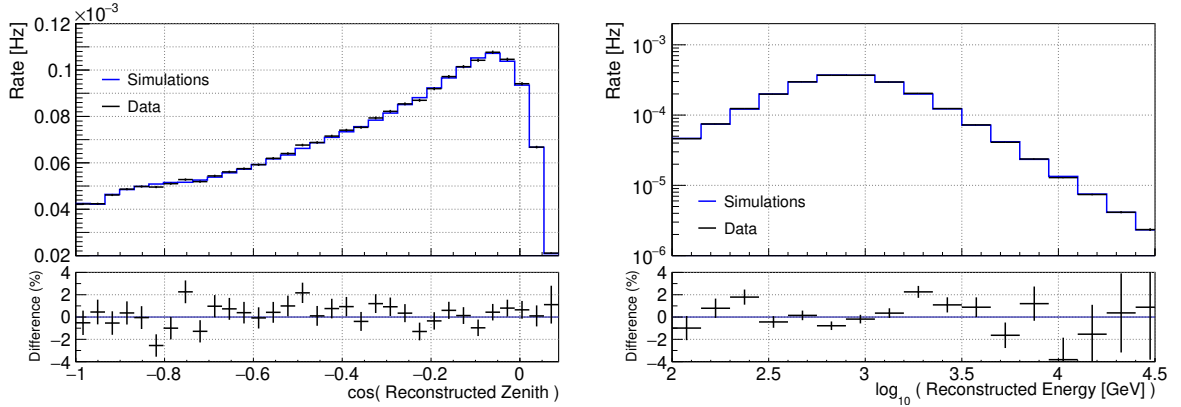 ×10⁻³
0.12
0.1
0.08
0.06
0.04
0.02
Rate [Hz]
Simulations
Data
4
2
0
−2
−4
Difference (%)
−1 −0.8 −0.6 −0.4 −0.2 0
cos( Reconstructed Zenith )
10⁻³
10⁻⁴
10⁻⁵
10⁻⁶
Rate [Hz]
Simulations
Data
4
2
0
−2
−4
Difference (%)
2 2.5 3 3.5 4 4.5
log₁₀ ( Reconstructed Energy [GeV] )